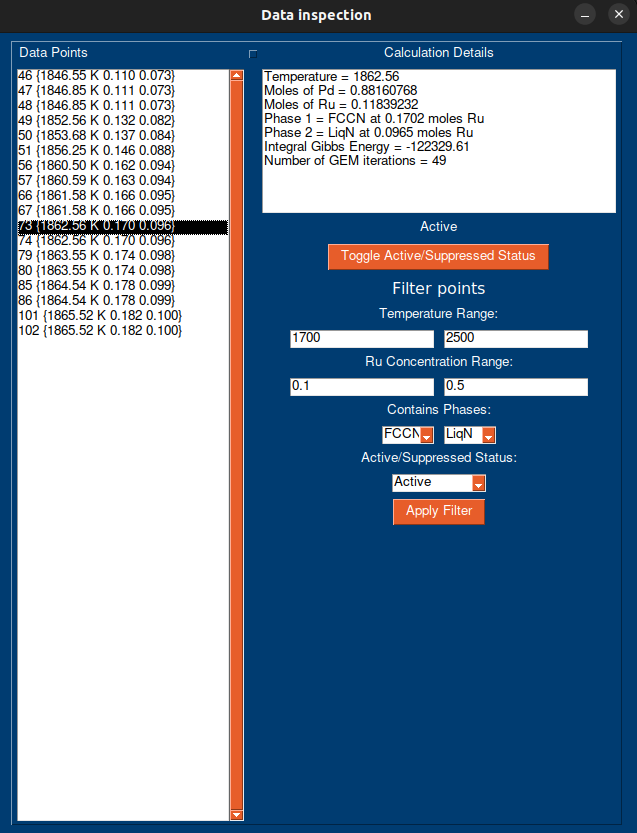 Data inspection
Data Points
46 {1846.55 K 0.110 0.073}
47 {1846.85 K 0.111 0.073}
48 {1846.85 K 0.111 0.073}
49 {1852.56 K 0.132 0.082}
50 {1853.68 K 0.137 0.084}
51 {1856.25 K 0.146 0.088}
56 {1860.50 K 0.162 0.094}
57 {1860.59 K 0.163 0.094}
66 {1861.58 K 0.166 0.095}
67 {1861.58 K 0.166 0.095}
73 {1862.56 K 0.170 0.096}
74 {1862.56 K 0.170 0.096}
79 {1863.55 K 0.174 0.098}
80 {1863.55 K 0.174 0.098}
85 {1864.54 K 0.178 0.099}
86 {1864.54 K 0.178 0.099}
101 {1865.52 K 0.182 0.100}
102 {1865.52 K 0.182 0.100}
Calculation Details
Temperature = 1862.56
Moles of Pd = 0.88160768
Moles of Ru = 0.11839232
Phase 1 = FCCN at 0.1702 moles Ru
Phase 2 = LiqN at 0.0965 moles Ru
Integral Gibbs Energy = -122329.61
Number of GEM iterations = 49
Active
Toggle Active/Suppressed Status
Filter points
Temperature Range:
1700 2500
Ru Concentration Range:
0.1 0.5
Contains Phases:
FCCN LiqN
Active/Suppressed Status:
Active
Apply Filter